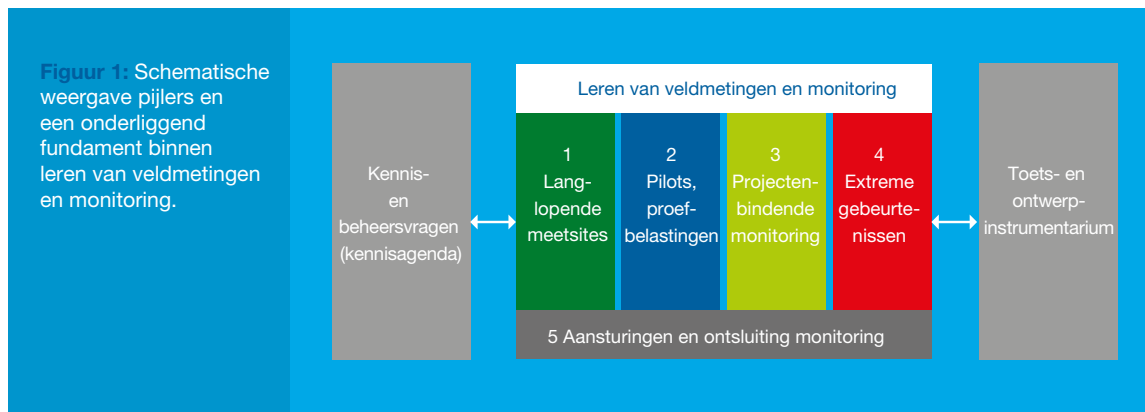 Figuur 1: Schematische
weergave pijlers en
een onderliggend
fundament binnen
leren van veldmetingen
en monitoring.
Kennis-
en
beheersvragen
(kennisagenda)
Leren van veldmetingen en monitoring
1
Lang-
lopende
meetsites
2
Pilots,
proef-
belastingen
3
Projecten-
bindende
monitoring
4
Extreme
gebeurte-
nissen
5 Aansturingen en ontsluiting monitoring
Toets- en
ontwerp-
instrumentarium